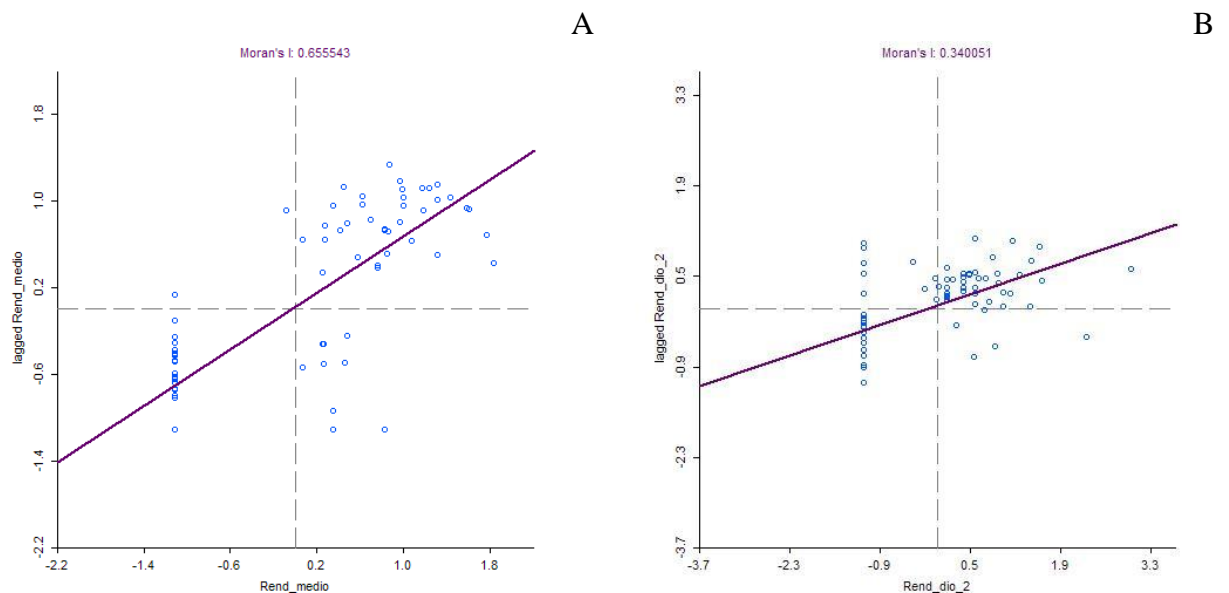 A
Moran's I: 0.655543
1.8
1.0
0.2
-0.6
-1.4
-2.2
lagged Rend_medio
-2.2 -1.4 -0.6 0.2 1.0 1.8
Rend_medio
B
Moran's I: 0.340051
3.3
1.9
0.5
-0.9
-2.3
-3.7
lagged Rend_dio_2
-3.7 -2.3 -0.9 0.5 1.9 3.3
Rend_dio_2